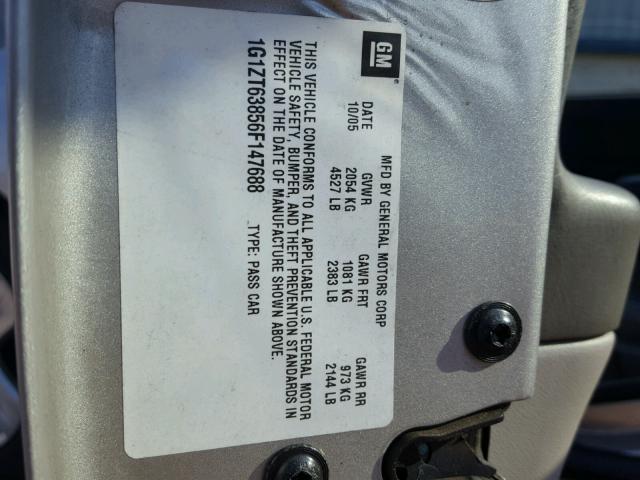 GM
MFD BY GENERAL MOTORS CORP
DATE GVWR GAWR FRT GAWR RR
10/05 2054 KG 1081 KG 973 KG
4527 LB 2383 LB 2144 LB
THIS VEHICLE CONFORMS TO ALL APPLICABLE U.S. FEDERAL MOTOR
VEHICLE SAFETY, BUMPER, AND THEFT PREVENTION STANDARDS IN
EFFECT ON THE DATE OF MANUFACTURE SHOWN ABOVE.
1G1ZT63856F147688 TYPE: PASS CAR